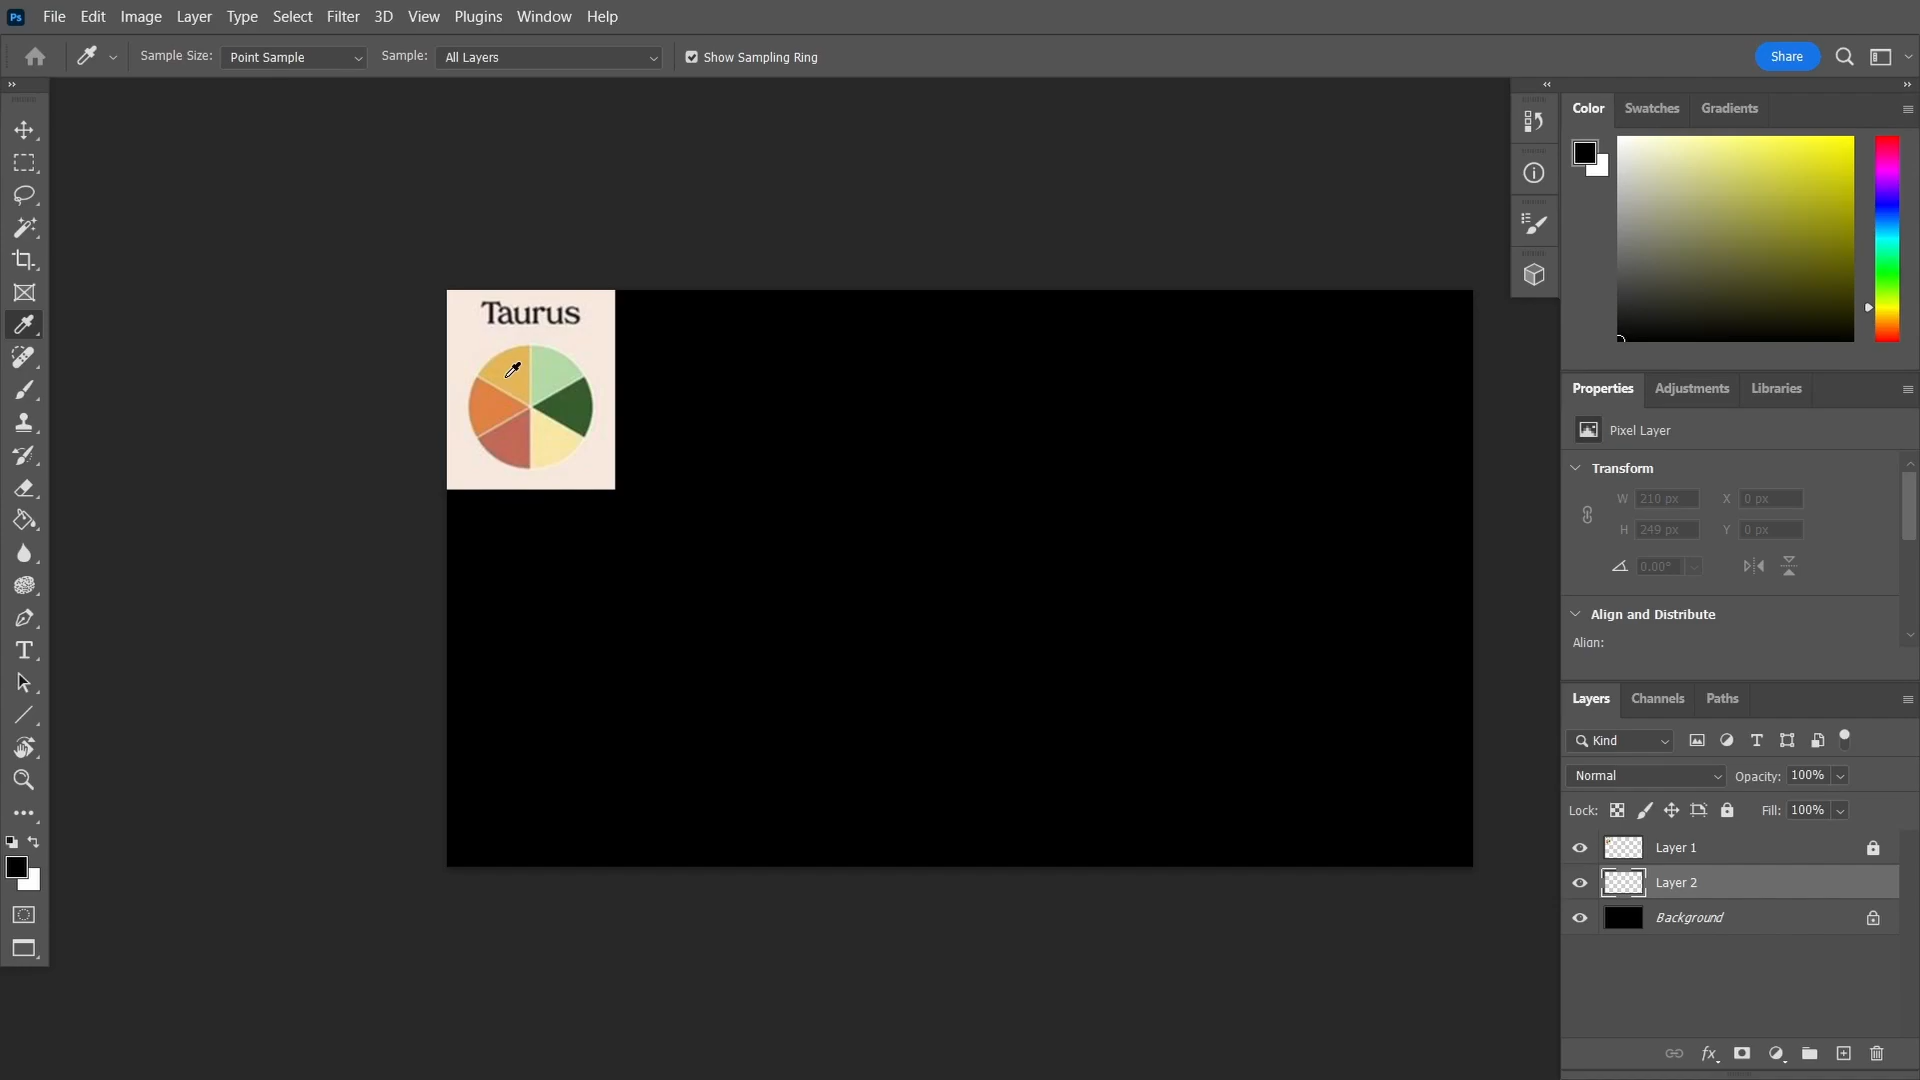 Ps File Edit Image Layer Type Select Filter 3D View Plugins Window Help
Sample Size: Point Sample Sample: All Layers Show Sampling Ring Share
Color Swatches Gradients
Taurus
Properties Adjustments Libraries
Pixel Layer
Transform
W 210 px X 0 px
H 249 px Y 0 px
0.00°
Align and Distribute
Align:
Layers Channels Paths
Kind
Normal Opacity: 100%
Lock: Fill: 100%
Layer 1
Layer 2
Background